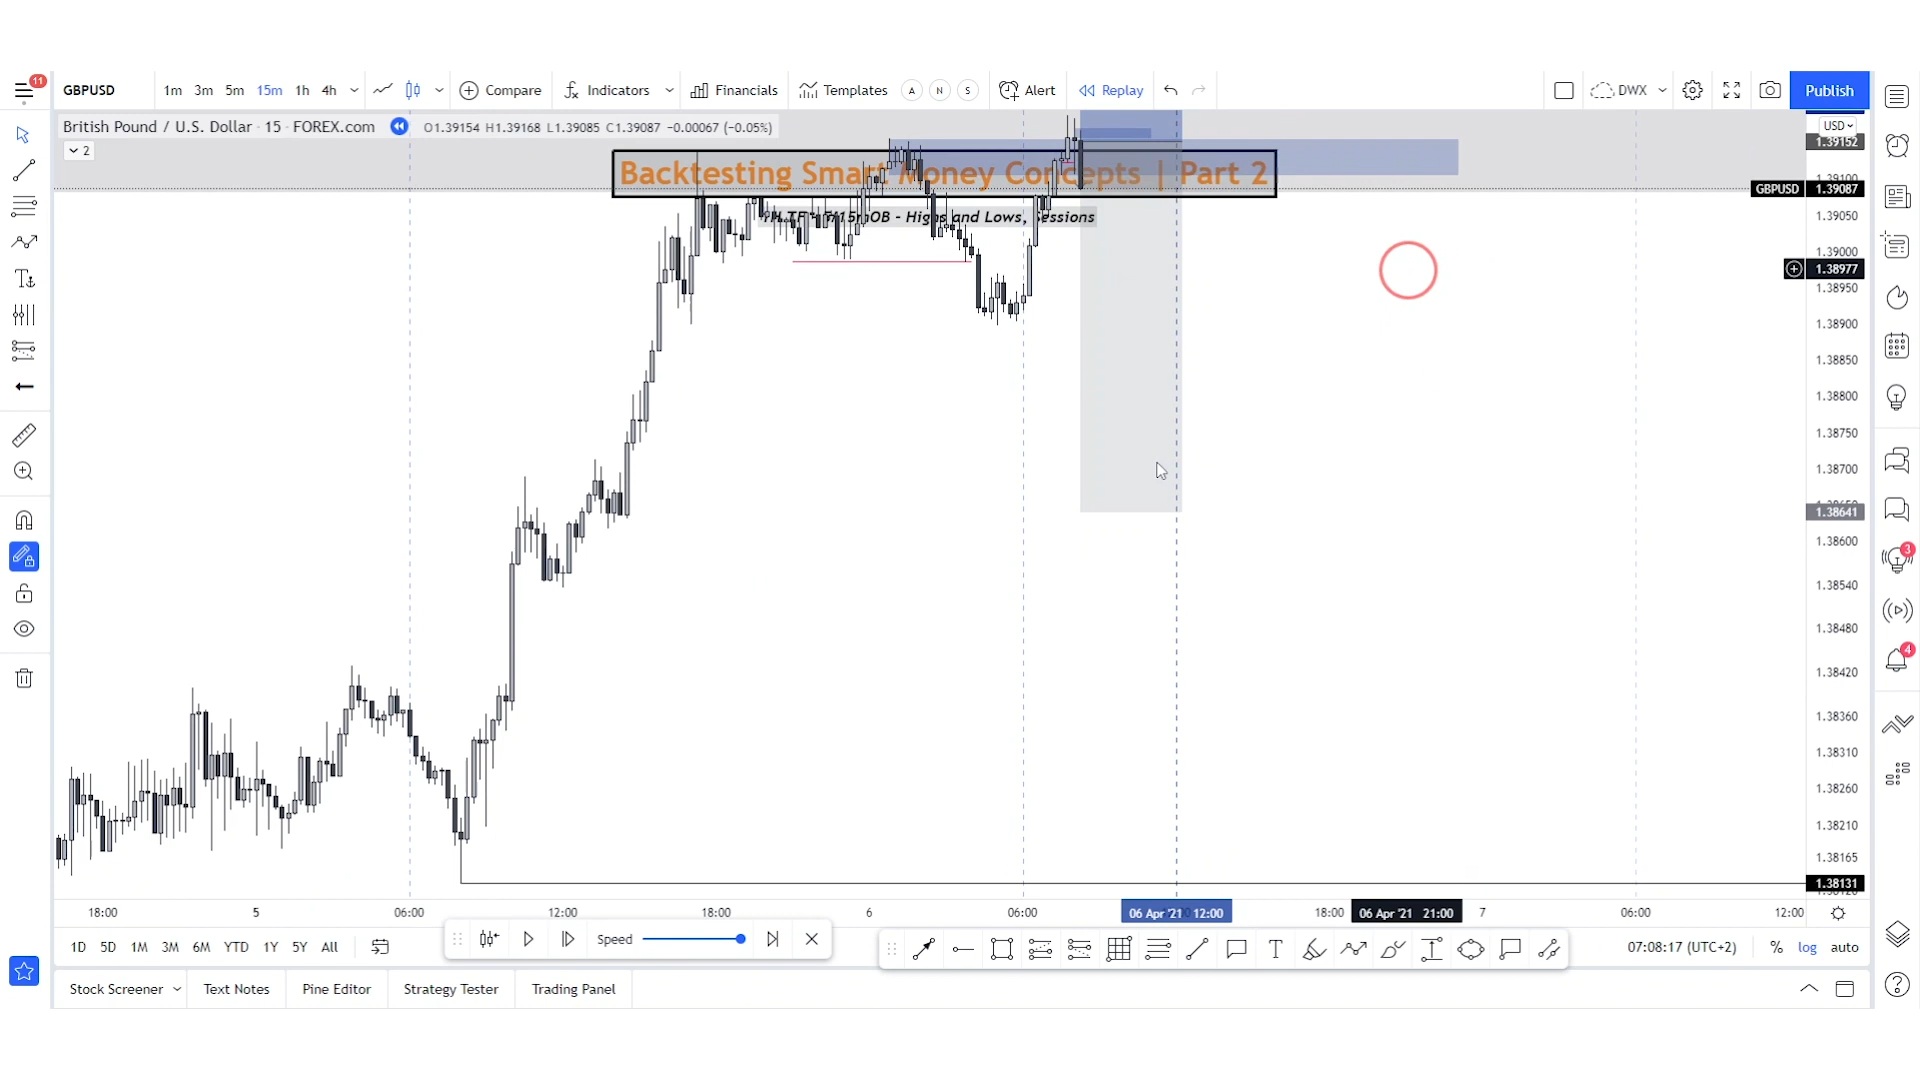 11
GBPUSD 1m 3m 5m 15m 1h 4h Compare Indicators Financials Templates A N S Alert Replay DWX Publish
British Pound / U.S. Dollar · 15 · FOREX.com O1.39154 H1.39168 L1.39085 C1.39087 −0.00067 (−0.05%)
USD
2
1.39152
Backtesting Smart Money Concepts | Part 2
1.39100
GBPUSD 1.39087
15mOB - Highs and Lows, Sessions
1.39050
1.39000
1.38977
1.38950
1.38900
1.38850
1.38800
1.38750
1.38700
1.38641
1.38600
1.38540
1.38480
1.38420
1.38360
1.38310
1.38260
1.38210
1.38165
1.38131
3
4
18:00 5 06:00 12:00 18:00 6 06:00 06 Apr '21 12:00 18:00 06 Apr '21 21:00 7 06:00 12:00
1D 5D 1M 3M 6M YTD 1Y 5Y All
Speed
07:08:17 (UTC+2) % log auto
Stock Screener Text Notes Pine Editor Strategy Tester Trading Panel